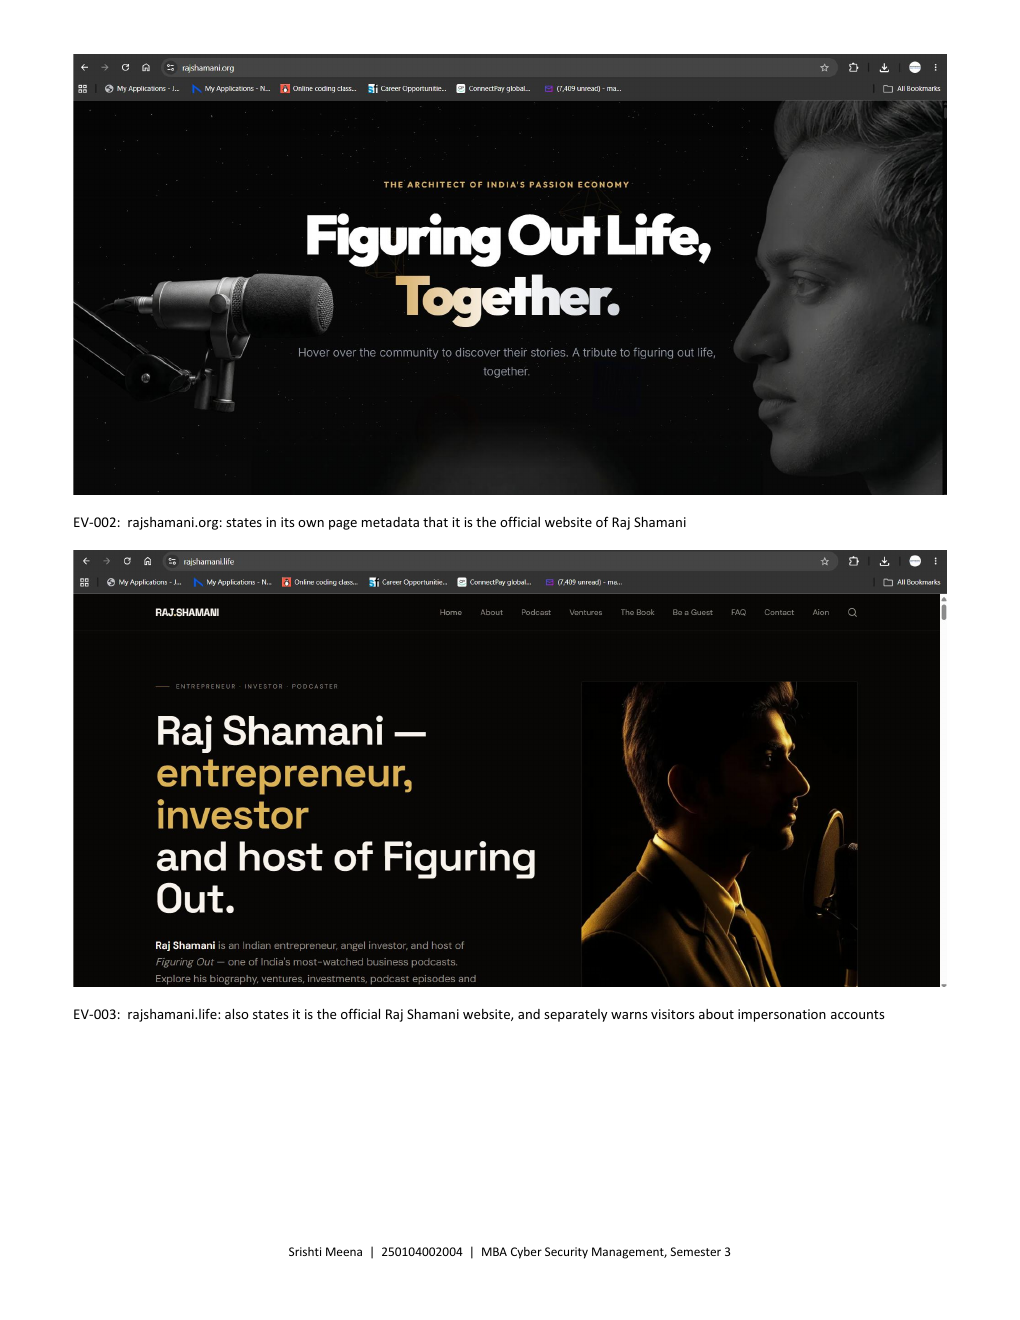 rajshamani.org
My Applications - J... My Applications - N... Online coding class... Career Opportunitie... ConnectPay global... (7,409 unread) - ma... All Bookmarks
THE ARCHITECT OF INDIA'S PASSION ECONOMY
Figuring Out Life,
Together.
Hover over the community to discover their stories. A tribute to figuring out life,
together.
EV-002: rajshamani.org: states in its own page metadata that it is the official website of Raj Shamani
rajshamani.life
My Applications - J... My Applications - N... Online coding class... Career Opportunitie... ConnectPay global... (7,409 unread) - ma... All Bookmarks
RAJ.SHAMANI Home About Podcast Ventures The Book Be a Guest FAQ Contact Aion
ENTREPRENEUR · INVESTOR · PODCASTER
Raj Shamani —
entrepreneur,
investor
and host of Figuring
Out.
Raj Shamani is an Indian entrepreneur, angel investor, and host of
Figuring Out — one of India's most-watched business podcasts.
Explore his biography, ventures, investments, podcast episodes and
EV-003: rajshamani.life: also states it is the official Raj Shamani website, and separately warns visitors about impersonation accounts
Srishti Meena | 250104002004 | MBA Cyber Security Management, Semester 3